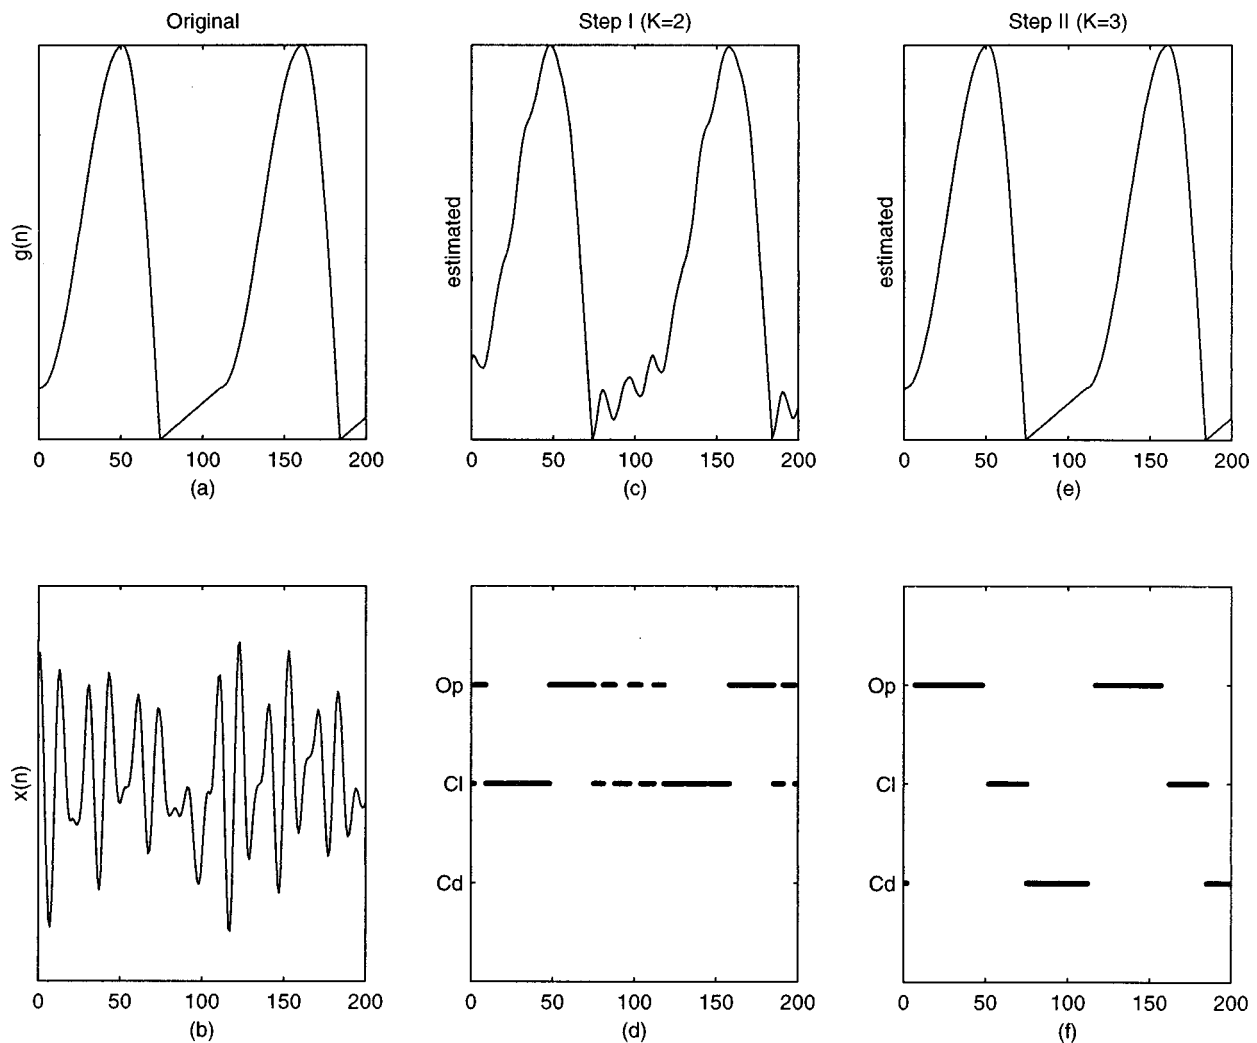 Original
g(n)
0 50 100 150 200
(a)
Step I (K=2)
estimated
0 50 100 150 200
(c)
Step II (K=3)
estimated
0 50 100 150 200
(e)
x(n)
0 50 100 150 200
(b)
Op
Cl
Cd
0 50 100 150 200
(d)
Op
Cl
Cd
0 50 100 150 200
(f)